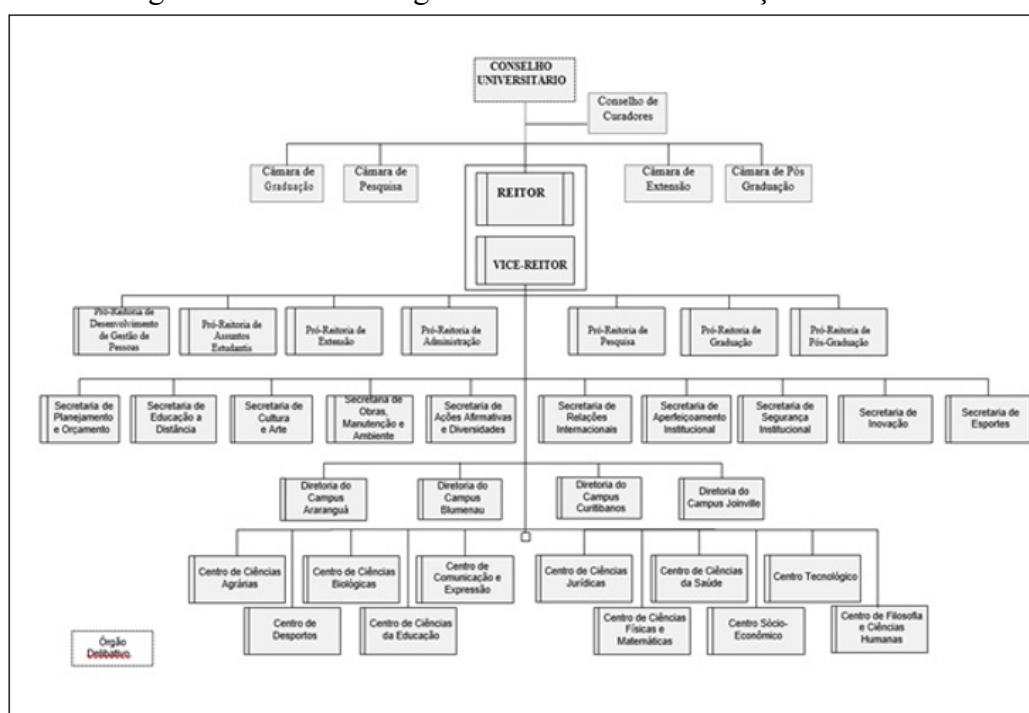 CONSELHO
UNIVERSITÁRIO
Conselho de
Curadores
Câmara de
Graduação
Câmara de
Pesquisa
Câmara de
Extensão
Câmara de Pós
Graduação
REITOR
VICE-REITOR
Pró-Reitoria de
Desenvolvimento
de Gestão de
Pessoas
Pró-Reitoria de
Assuntos
Estudantis
Pró-Reitoria de
Extensão
Pró-Reitoria de
Administração
Pró-Reitoria de
Pesquisa
Pró-Reitoria de
Graduação
Pró-Reitoria de
Pós-Graduação
Secretaria de
Planejamento
e Orçamento
Secretaria de
Educação a
Distância
Secretaria de
Cultura
e Arte
Secretaria de
Obras,
Manutenção e
Ambiente
Secretaria de
Ações Afirmativas
e Diversidades
Secretaria de
Relações
Internacionais
Secretaria de
Aperfeiçoamento
Institucional
Secretaria de
Segurança
Institucional
Secretaria de
Inovação
Secretaria de
Esportes
Diretoria do
Campus
Araranguá
Diretoria do
Campus
Blumenau
Diretoria do
Campus
Curitibanos
Diretoria do
Campus Joinville
Centro de Ciências
Agrárias
Centro de Ciências
Biológicas
Centro de
Comunicação e
Expressão
Centro de Ciências
Jurídicas
Centro de Ciências
da Saúde
Centro Tecnológico
Centro de
Desportos
Centro de Ciências
da Educação
Centro de Ciências
Físicas e
Matemáticas
Centro Sócio-
Econômico
Centro de Filosofia
e Ciências
Humanas
Órgão
Delibativo